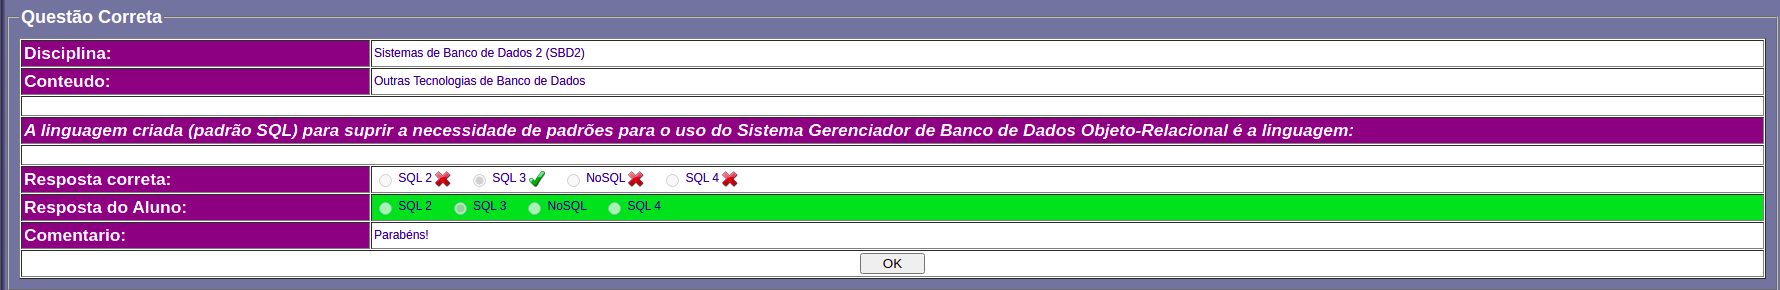 Questão Correta
Disciplina: Sistemas de Banco de Dados 2 (SBD2)
Conteudo: Outras Tecnologias de Banco de Dados
A linguagem criada (padrão SQL) para suprir a necessidade de padrões para o uso do Sistema Gerenciador de Banco de Dados Objeto-Relacional é a linguagem:
Resposta correta: SQL 2 SQL 3 NoSQL SQL 4
Resposta do Aluno: SQL 2 SQL 3 NoSQL SQL 4
Comentario: Parabéns!
OK